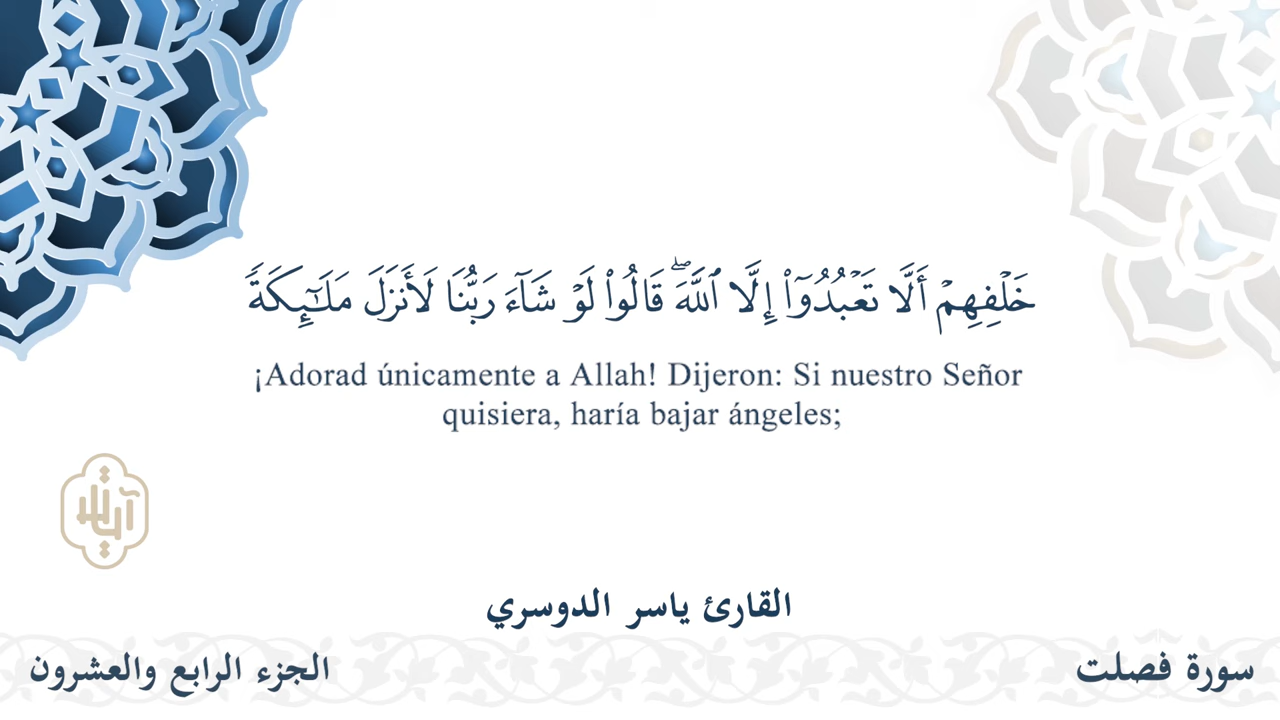 خَلْفِهِمْ أَلَّا تَعْبُدُوٓا۟ إِلَّا ٱللَّهَ ۖ قَالُوا۟ لَوْ شَآءَ رَبُّنَا لَأَنزَلَ مَلَـٰٓئِكَةً
¡Adorad únicamente a Allah! Dijeron: Si nuestro Señor
quisiera, haría bajar ángeles;
القارئ ياسر الدوسري
سورة فصلت
الجزء الرابع والعشرون